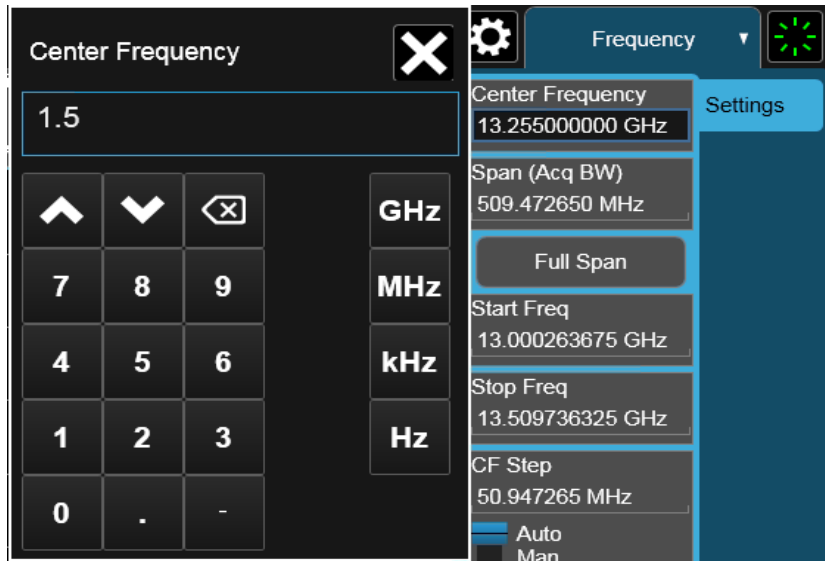 Center Frequency
1.5
GHz
7 8 9 MHz
4 5 6 kHz
1 2 3 Hz
0 . -
Frequency
Settings
Center Frequency
13.255000000 GHz
Span (Acq BW)
509.472650 MHz
Full Span
Start Freq
13.000263675 GHz
Stop Freq
13.509736325 GHz
CF Step
50.947265 MHz
Auto
Man